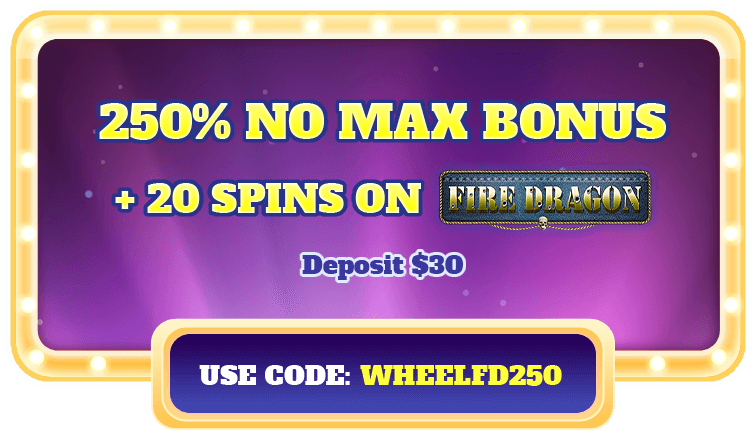 250% NO MAX BONUS
+ 20 SPINS ON FIRE DRAGON
Deposit $30
USE CODE: WHEELFD250